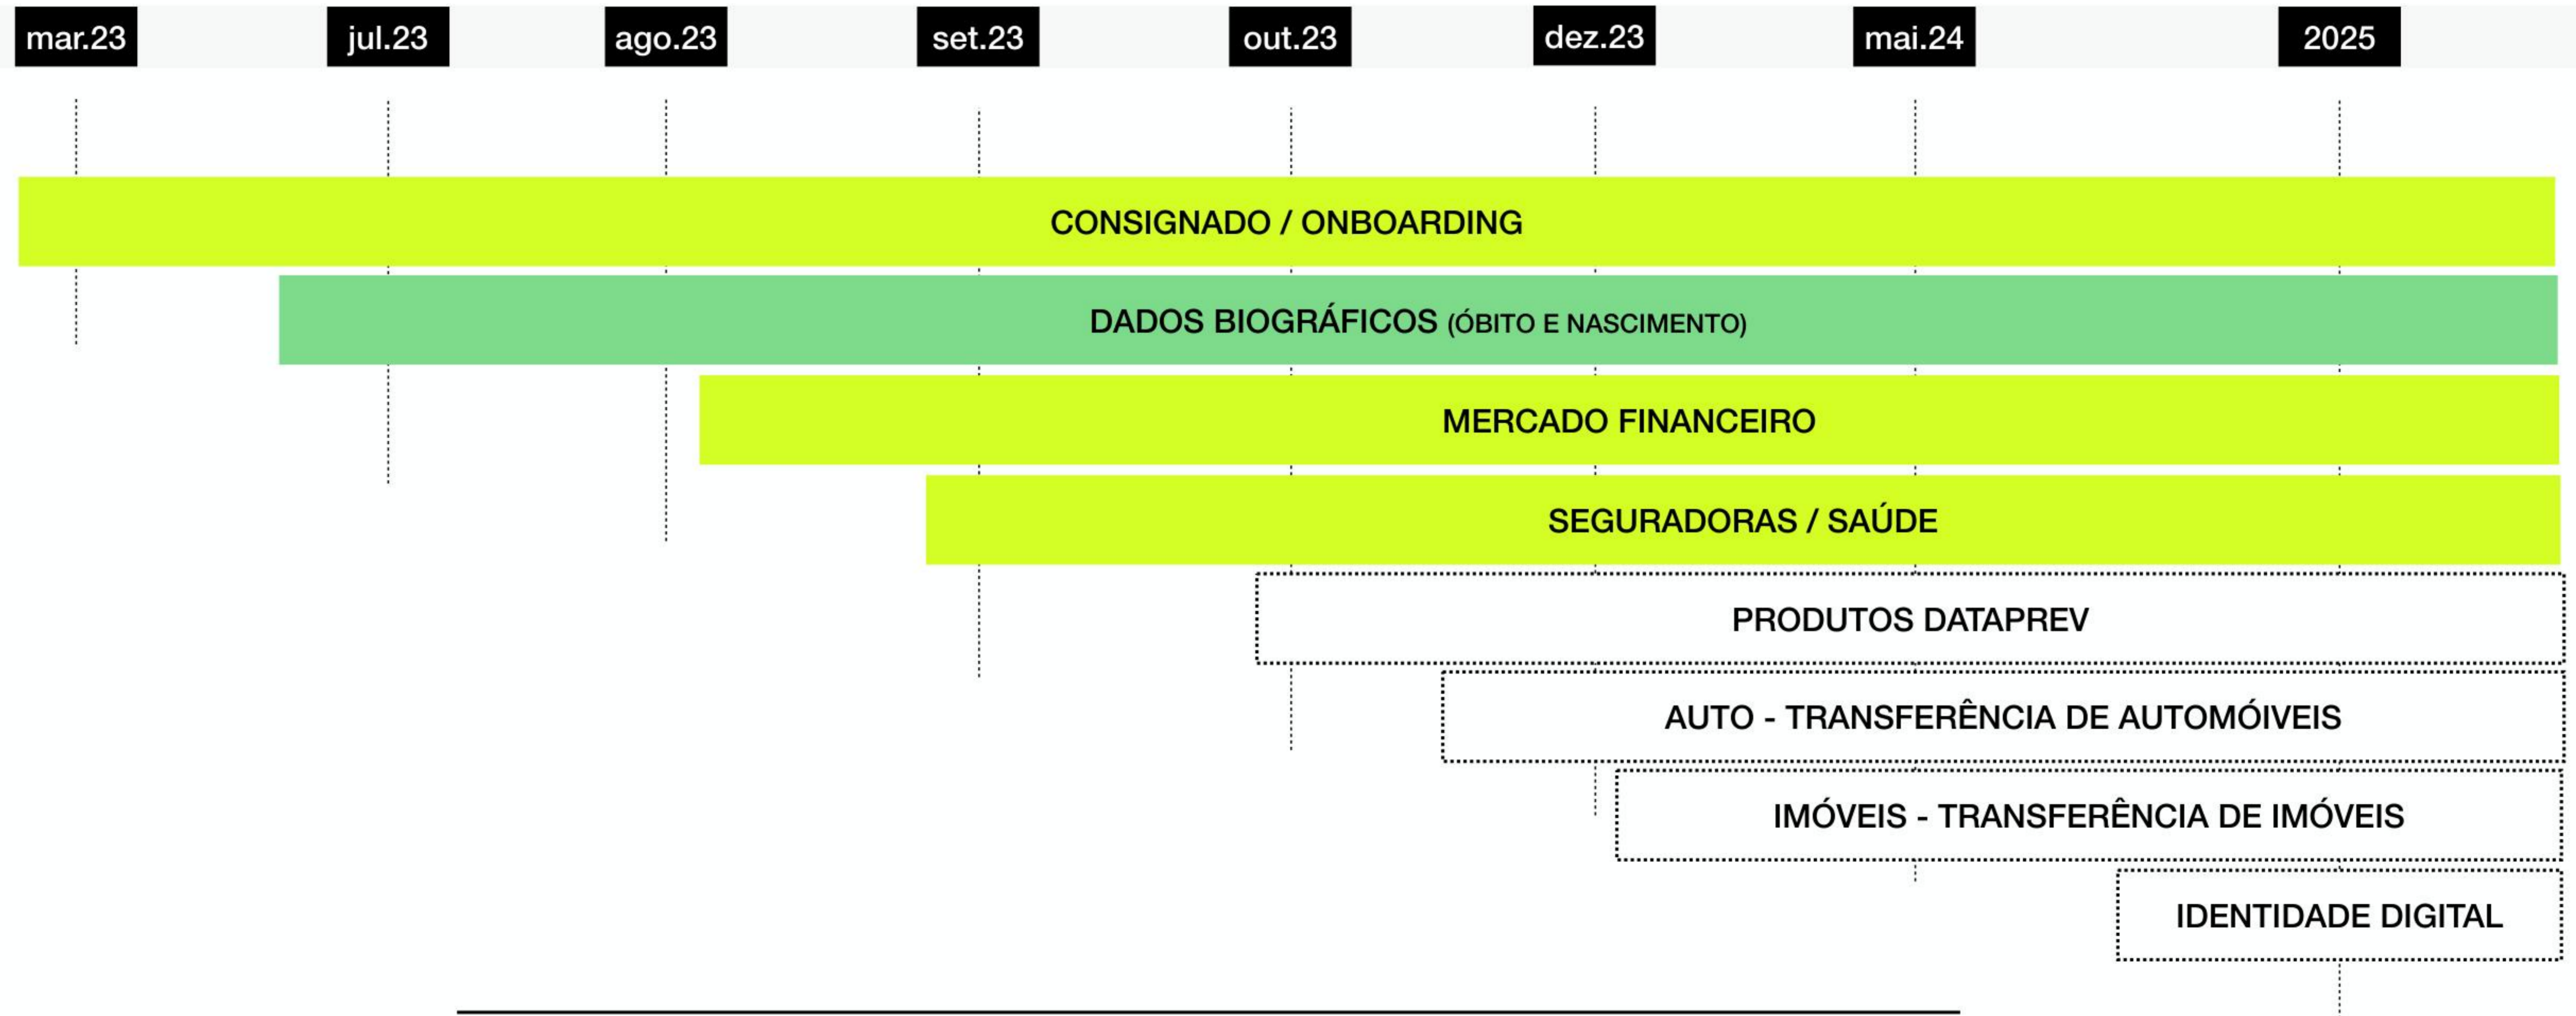 mar.23 jul.23 ago.23 set.23 out.23 dez.23 mai.24 2025
CONSIGNADO / ONBOARDING
DADOS BIOGRÁFICOS (ÓBITO E NASCIMENTO)
MERCADO FINANCEIRO
SEGURADORAS / SAÚDE
PRODUTOS DATAPREV
AUTO - TRANSFERÊNCIA DE AUTOMÓIVEIS
IMÓVEIS - TRANSFERÊNCIA DE IMÓVEIS
IDENTIDADE DIGITAL